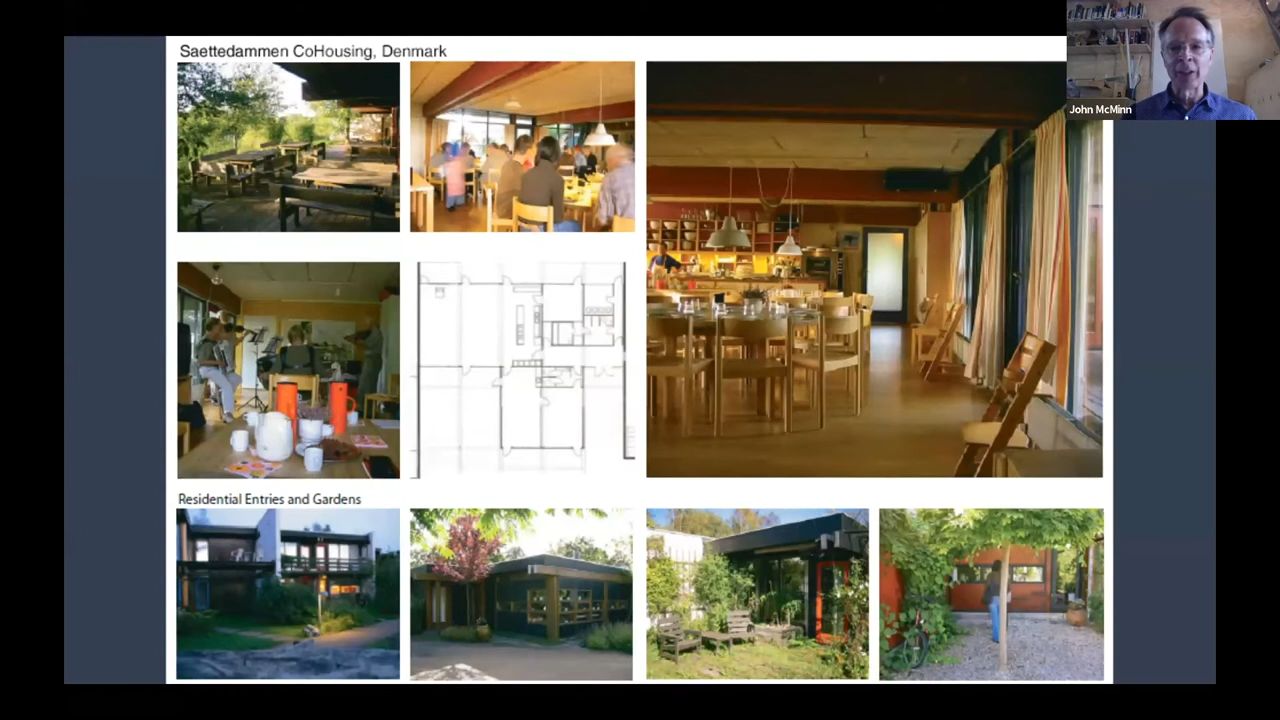 Saettedammen CoHousing, Denmark
John McMinn
Residential Entries and Gardens